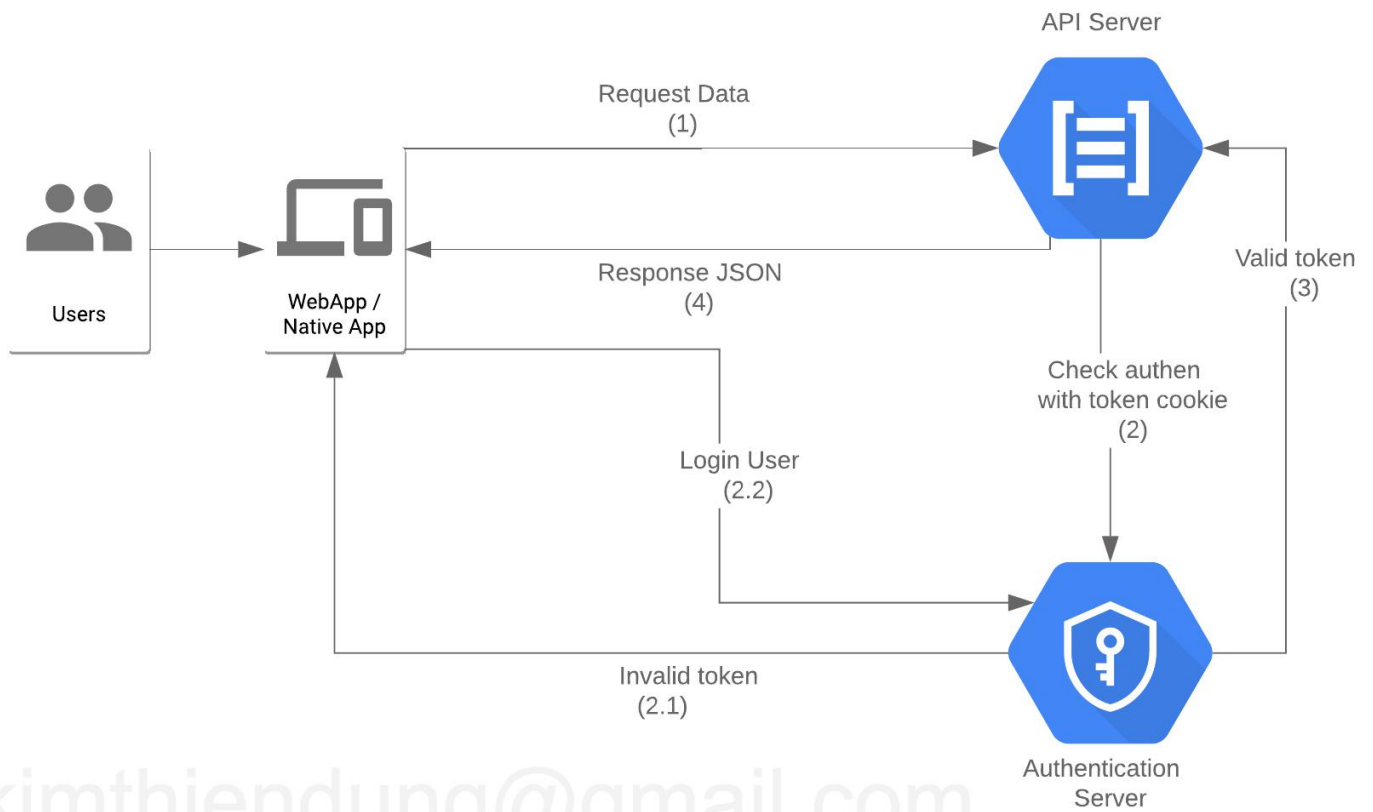 API Server
Request Data
(1)
Response JSON
(4)
Valid token
(3)
Users
WebApp /
Native App
Check authen
with token cookie
(2)
Login User
(2.2)
Invalid token
(2.1)
Authentication
Server
kimthiendung@gmail.com